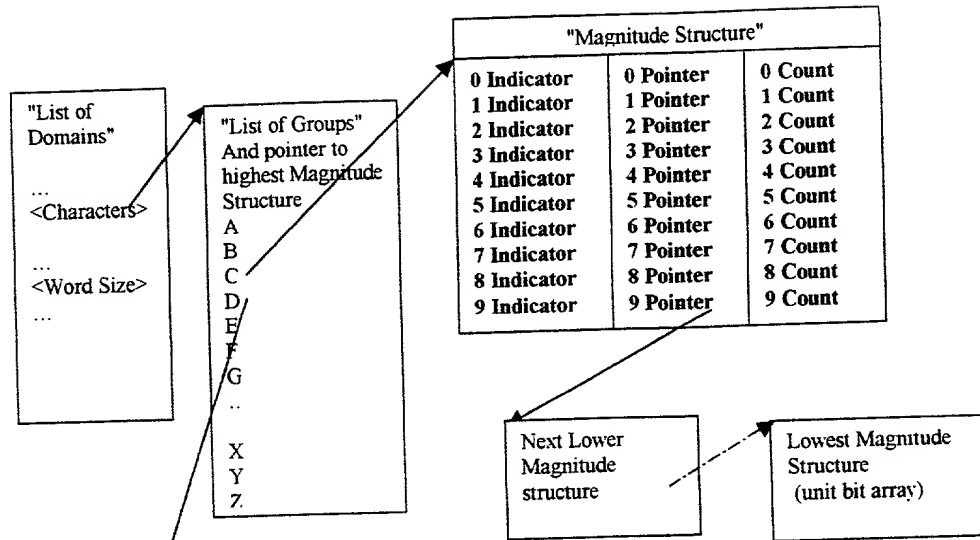 "List of
Domains"
...
<Characters>
...
<Word Size>
...
"List of Groups"
And pointer to
highest Magnitude
Structure
A
B
C
D
E
F
G
..
X
Y
Z
"Magnitude Structure"
0 Indicator 0 Pointer 0 Count
1 Indicator 1 Pointer 1 Count
2 Indicator 2 Pointer 2 Count
3 Indicator 3 Pointer 3 Count
4 Indicator 4 Pointer 4 Count
5 Indicator 5 Pointer 5 Count
6 Indicator 6 Pointer 6 Count
7 Indicator 7 Pointer 7 Count
8 Indicator 8 Pointer 8 Count
9 Indicator 9 Pointer 9 Count
Next Lower
Magnitude
structure
Lowest Magnitude
Structure
(unit bit array)